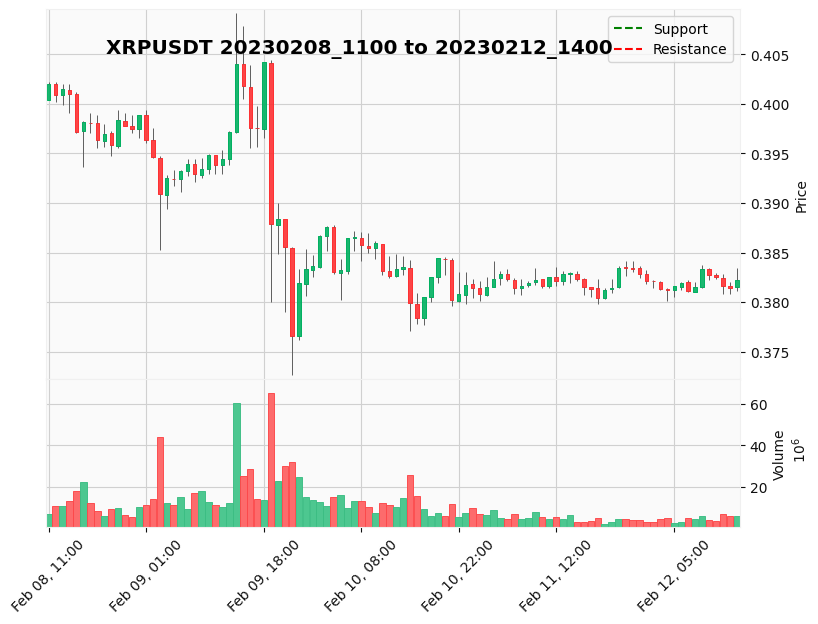 XRPUSDT 20230208_1100 to 20230212_1400
Support
Resistance
0.405
0.400
0.395
0.390
0.385
0.380
0.375
Price
60
40
20
Volume
10^6
Feb 08, 11:00
Feb 09, 01:00
Feb 09, 18:00
Feb 10, 08:00
Feb 10, 22:00
Feb 11, 12:00
Feb 12, 05:00